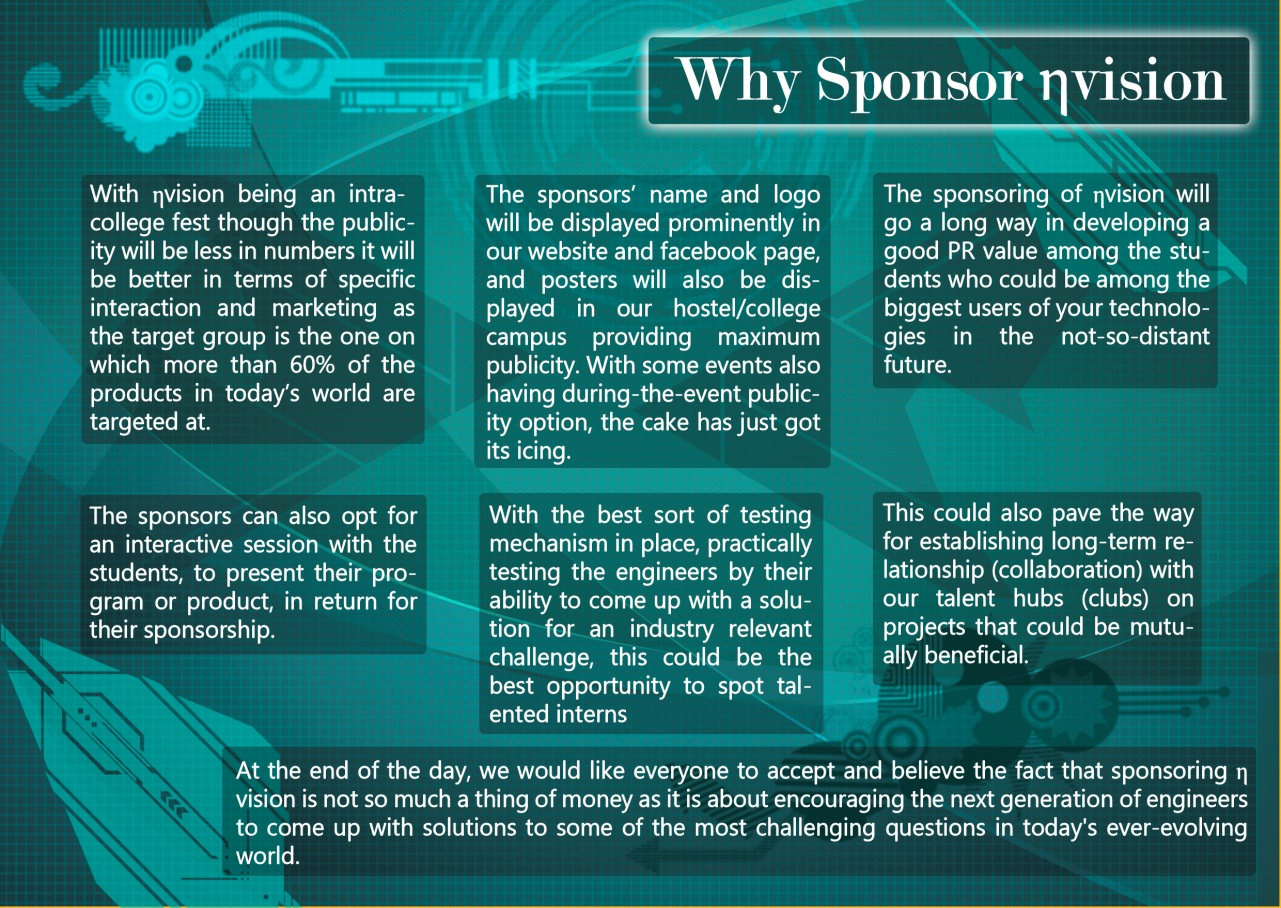 Why Sponsor ηvision
With ηvision being an intra-
college fest though the public-
ity will be less in numbers it will
be better in terms of specific
interaction and marketing as
the target group is the one on
which more than 60% of the
products in today’s world are
targeted at.
The sponsors’ name and logo
will be displayed prominently in
our website and facebook page,
and posters will also be dis-
played in our hostel/college
campus providing maximum
publicity. With some events also
having during-the-event public-
ity option, the cake has just got
its icing.
The sponsoring of ηvision will
go a long way in developing a
good PR value among the stu-
dents who could be among the
biggest users of your technolo-
gies in the not-so-distant
future.
The sponsors can also opt for
an interactive session with the
students, to present their pro-
gram or product, in return for
their sponsorship.
With the best sort of testing
mechanism in place, practically
testing the engineers by their
ability to come up with a solu-
tion for an industry relevant
challenge, this could be the
best opportunity to spot tal-
ented interns
This could also pave the way
for establishing long-term re-
lationship (collaboration) with
our talent hubs (clubs) on
projects that could be mutu-
ally beneficial.
At the end of the day, we would like everyone to accept and believe the fact that sponsoring η
vision is not so much a thing of money as it is about encouraging the next generation of engineers
to come up with solutions to some of the most challenging questions in today's ever-evolving
world.